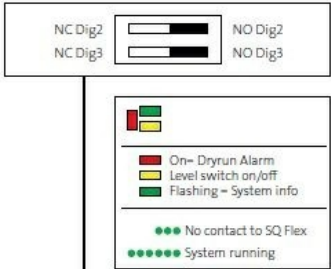 NC Dig2 NO Dig2
NC Dig3 NO Dig3
On= Dryrun Alarm
Level switch on/off
Flashing = System info
No contact to SQ Flex
System running